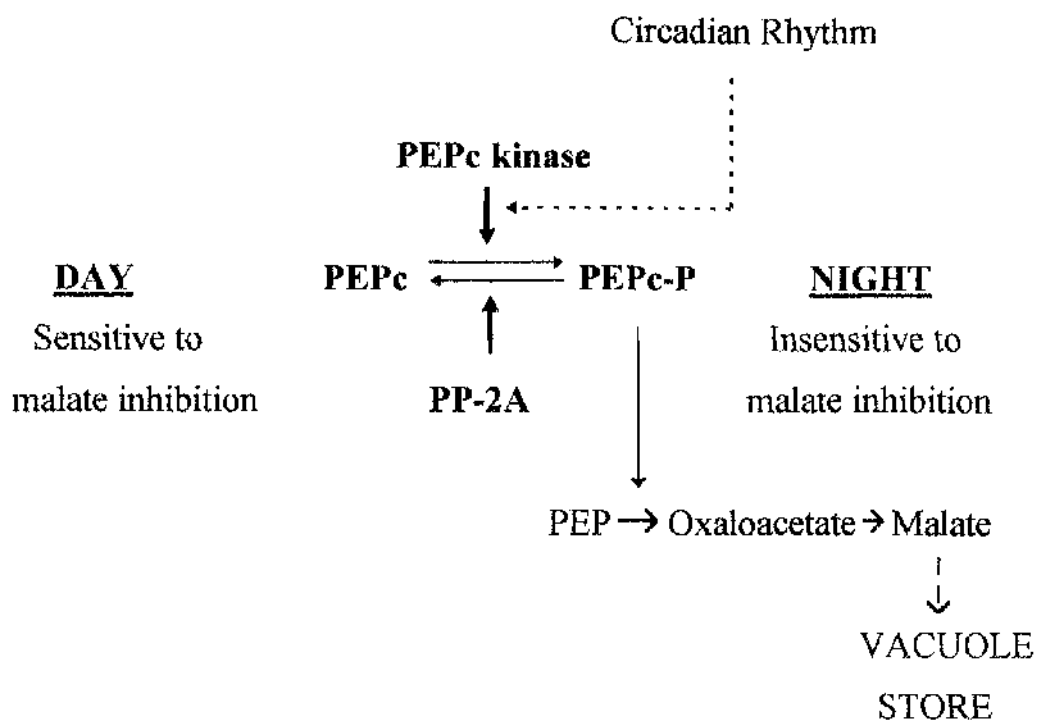 Circadian Rhythm
PEPc kinase
DAY
PEPc
PEPc-P
NIGHT
Sensitive to
malate inhibition
PP-2A
Insensitive to
malate inhibition
PEP → Oxaloacetate → Malate
VACUOLE
STORE